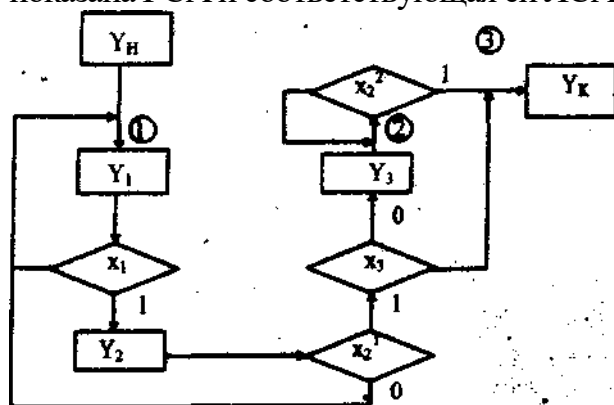 показана ГСА и соответствующая ей ЛСА
Y_H
③
x_2^2
1
Y_K
①
②
Y_1
Y_3
0
x_1
x_3
1
1
Y_2
x_2^1
0